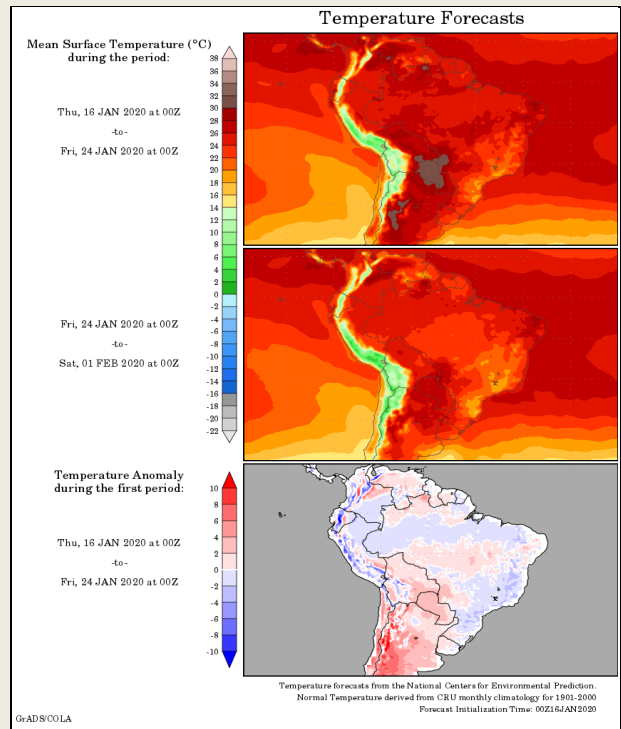 Temperature Forecasts
Mean Surface Temperature (°C)
during the period:
Thu, 16 JAN 2020 at 00Z
-to-
Fri, 24 JAN 2020 at 00Z
38
36
34
32
30
28
26
24
22
20
18
16
14
12
10
8
6
4
2
0
-2
-4
-6
-8
-10
-12
-14
-16
-18
-20
-22
Fri, 24 JAN 2020 at 00Z
-to-
Sat, 01 FEB 2020 at 00Z
Temperature Anomaly
during the first period:
Thu, 16 JAN 2020 at 00Z
-to-
Fri, 24 JAN 2020 at 00Z
10
8
6
4
2
0
-2
-4
-6
-8
-10
Temperature forecasts from the National Centers for Environmental Prediction.
Normal Temperature derived from CRU monthly climatology for 1901-2000
Forecast Initialization Time: 00Z16JAN2020
GrADS/COLA